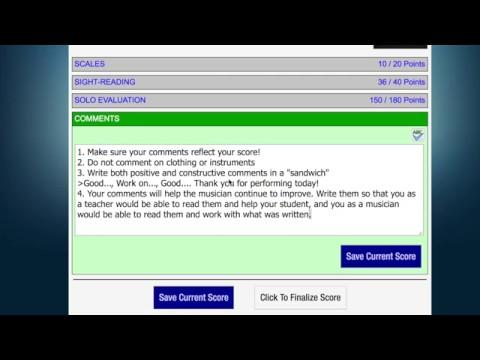 SCALES 10 / 20 Points
SIGHT-READING 36 / 40 Points
SOLO EVALUATION 150 / 180 Points
COMMENTS
ABC
1. Make sure your comments reflect your score!
2. Do not comment on clothing or instruments
3. Write both positive and constructive comments in a "sandwich"
>Good..., Work on..., Good.... Thank you for performing today!
4. Your comments will help the musician continue to improve. Write them so that you as
a teacher would be able to read them and help your student, and you as a musician
would be able to read them and work with what was written.
Save Current Score
Save Current Score Click To Finalize Score